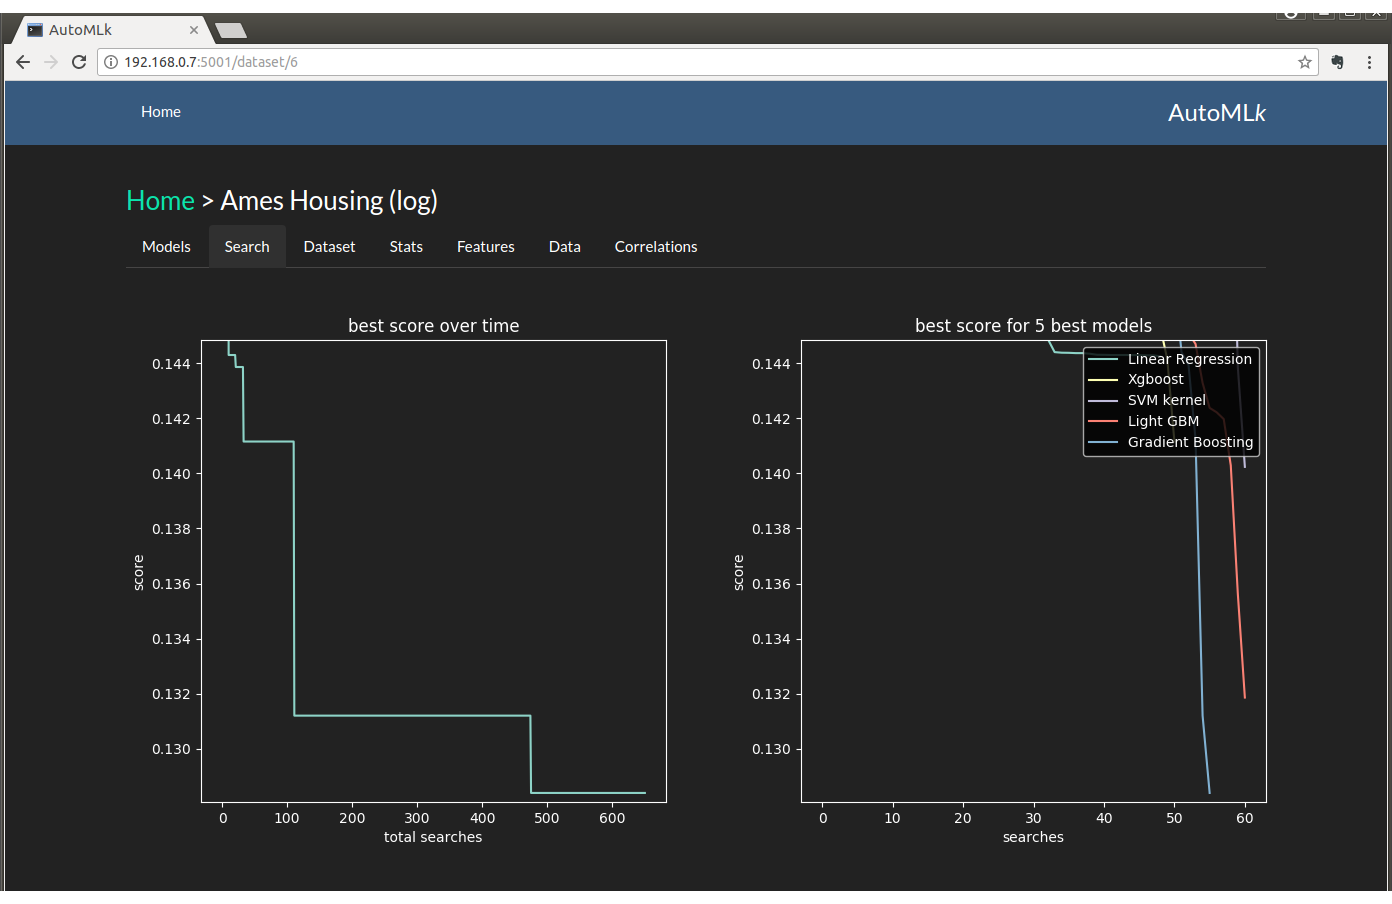 AutoMLk
192.168.0.7:5001/dataset/6
Home
AutoMLk
Home > Ames Housing (log)
Models Search Dataset Stats Features Data Correlations
best score over time
0.144
0.142
0.140
0.138
0.136
0.134
0.132
0.130
score
0 100 200 300 400 500 600
total searches
best score for 5 best models
Linear Regression
Xgboost
SVM kernel
Light GBM
Gradient Boosting
0.144
0.142
0.140
0.138
0.136
0.134
0.132
0.130
score
0 10 20 30 40 50 60
searches